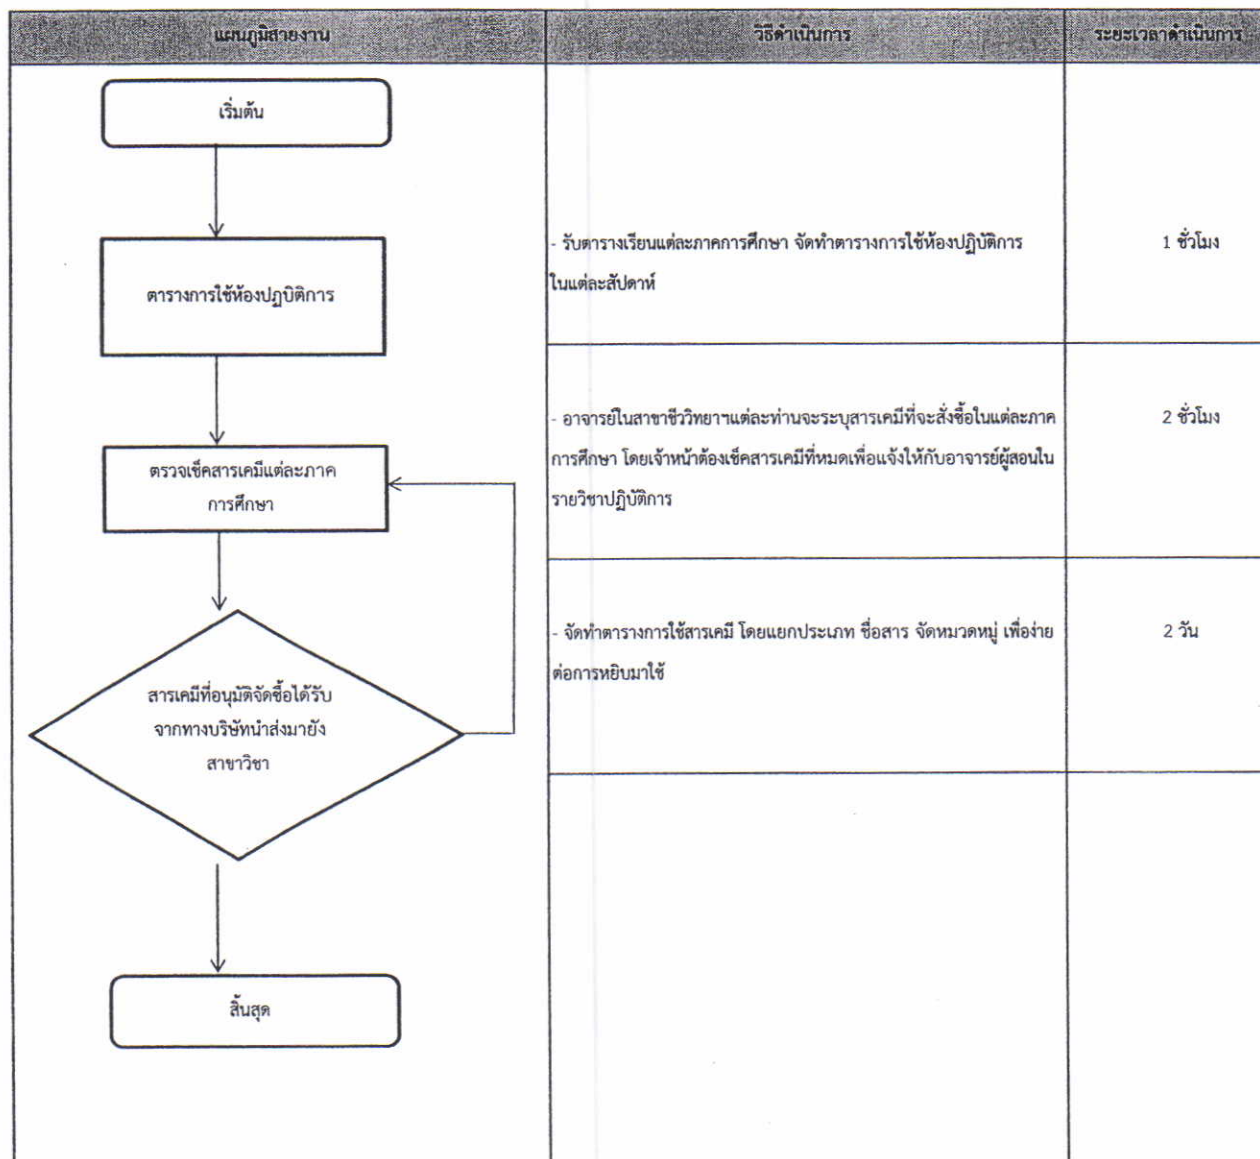 แผนภูมิสายงาน
วิธีดำเนินการ
ระยะเวลาดำเนินการ
เริ่มต้น
ตารางการใช้ห้องปฏบิติการ
- รับตารางเรียนแต่ละภาคการศึกษา จัดทำตารางการใช้ห้องปฏิบัติการ
ในแต่ละสัปดาห์
1 ชั่วโมง
ตรวจเช็คสารเคมีแต่ละภาค
การศึกษา
- อาจารย์ในสาขาชีววิทยาฯแต่ละท่านจะระบุสารเคมีที่จะสั่งซื้อในแต่ละภาค
การศึกษา โดยเจ้าหน้าต้องเช็คสารเคมีที่หมดเพื่อแจ้งให้กับอาจารย์ผู้สอนใน
รายวิชาปฏิบัติการ
2 ชั่วโมง
สารเคมีที่อนุมัติจัดซื้อได้รับ
จากทางบริษัทนำส่งมายัง
สาขาวิชา
- จัดทำตารางการใช้สารเคมี โดยแยกประเภท ชื่อสาร จัดหมวดหมู่ เพื่อง่าย
ต่อการหยิบมาใช้
2 วัน
สิ้นสุด